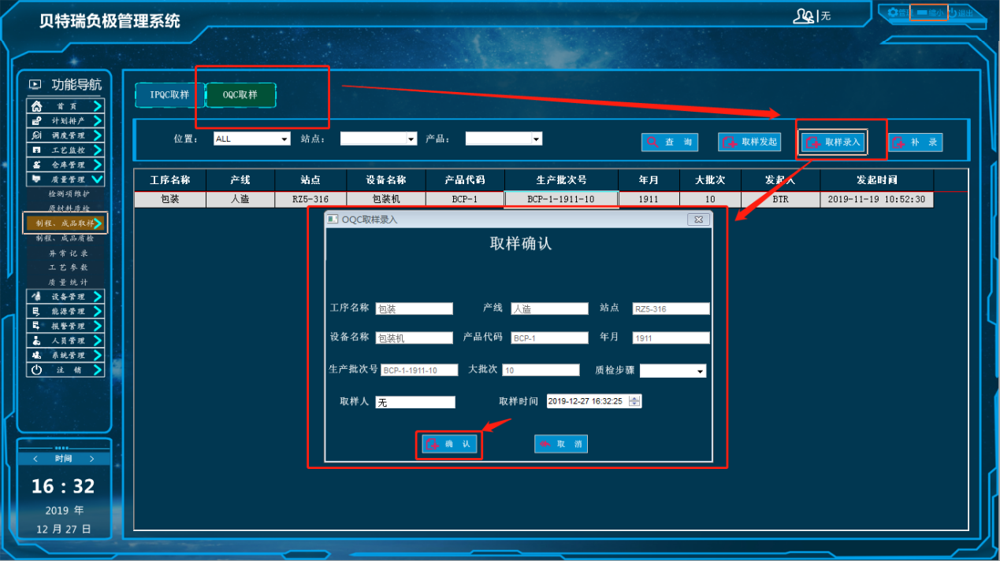 贝特瑞负极管理系统
无
管理 缩小 退出
功能导航
首 页
计划排产
调度管理
工艺监控
仓库管理
质量管理
检测项维护
原材料质检
制程、成品取样
制程、成品质检
异常记录
工艺参数
质量统计
设备管理
能源管理
报警管理
人员管理
系统管理
注 销
< 时间 >
16 : 32
2019 年
12 月 27 日
IPQC取样 OQC取样
位置： ALL 站点： 产品： 查 询 取样发起 取样录入 补 录
工序名称 产线 站点 设备名称 产品代码 生产批次号 年月 大批次 发起人 发起时间
包装 人造 RZ5-316 包装机 BCP-1 BCP-1-1911-10 1911 10 BTR 2019-11-19 10:52:30
OQC取样录入
取样确认
工序名称 包装 产线 人造 站点 RZ5-316
设备名称 包装机 产品代码 BCP-1 年月 1911
生产批次号 BCP-1-1911-10 大批次 10 质检步骤
取样人 无 取样时间 2019-12-27 16:32:25
确 认 取 消